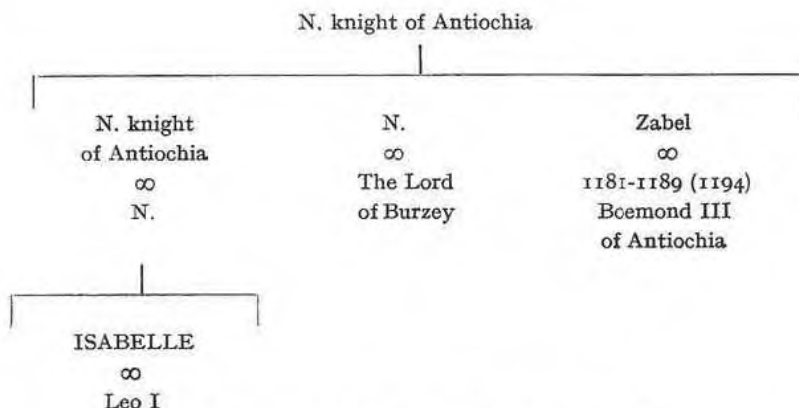 N. knight of Antiochia
N. knight
of Antiochia
∞
N.
N.
∞
The Lord
of Burzey
Zabel
∞
1181-1189 (1194)
Boemond III
of Antiochia
ISABELLE
∞
Leo I